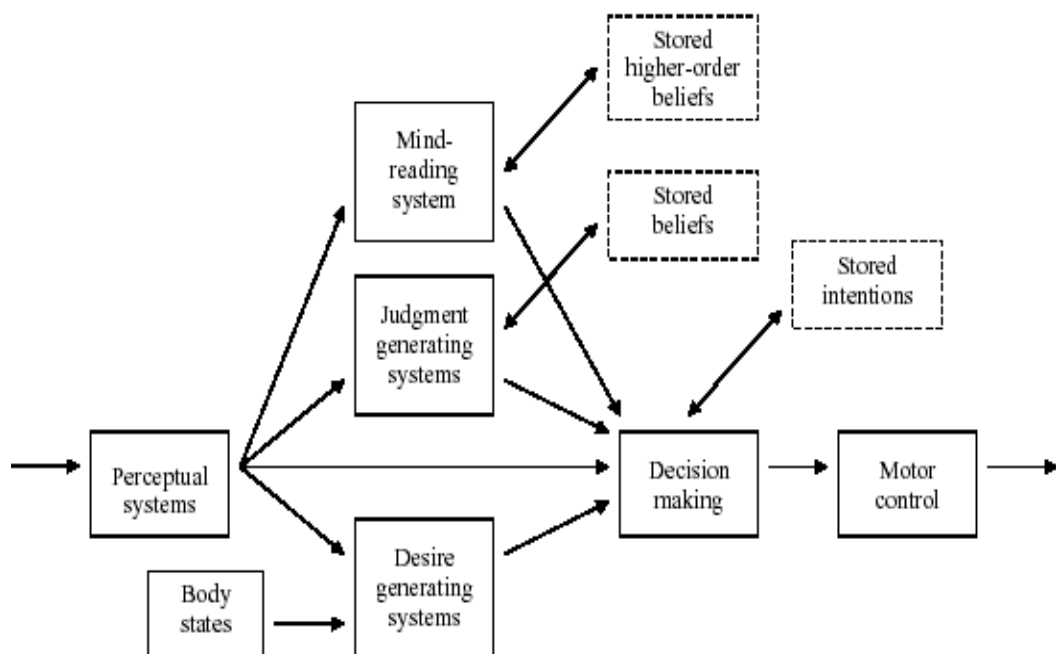 Stored
higher-order
beliefs
Mind-
reading
system
Stored
beliefs
Stored
intentions
Judgment
generating
systems
Perceptual
systems
Decision
making
Motor
control
Desire
generating
systems
Body
states